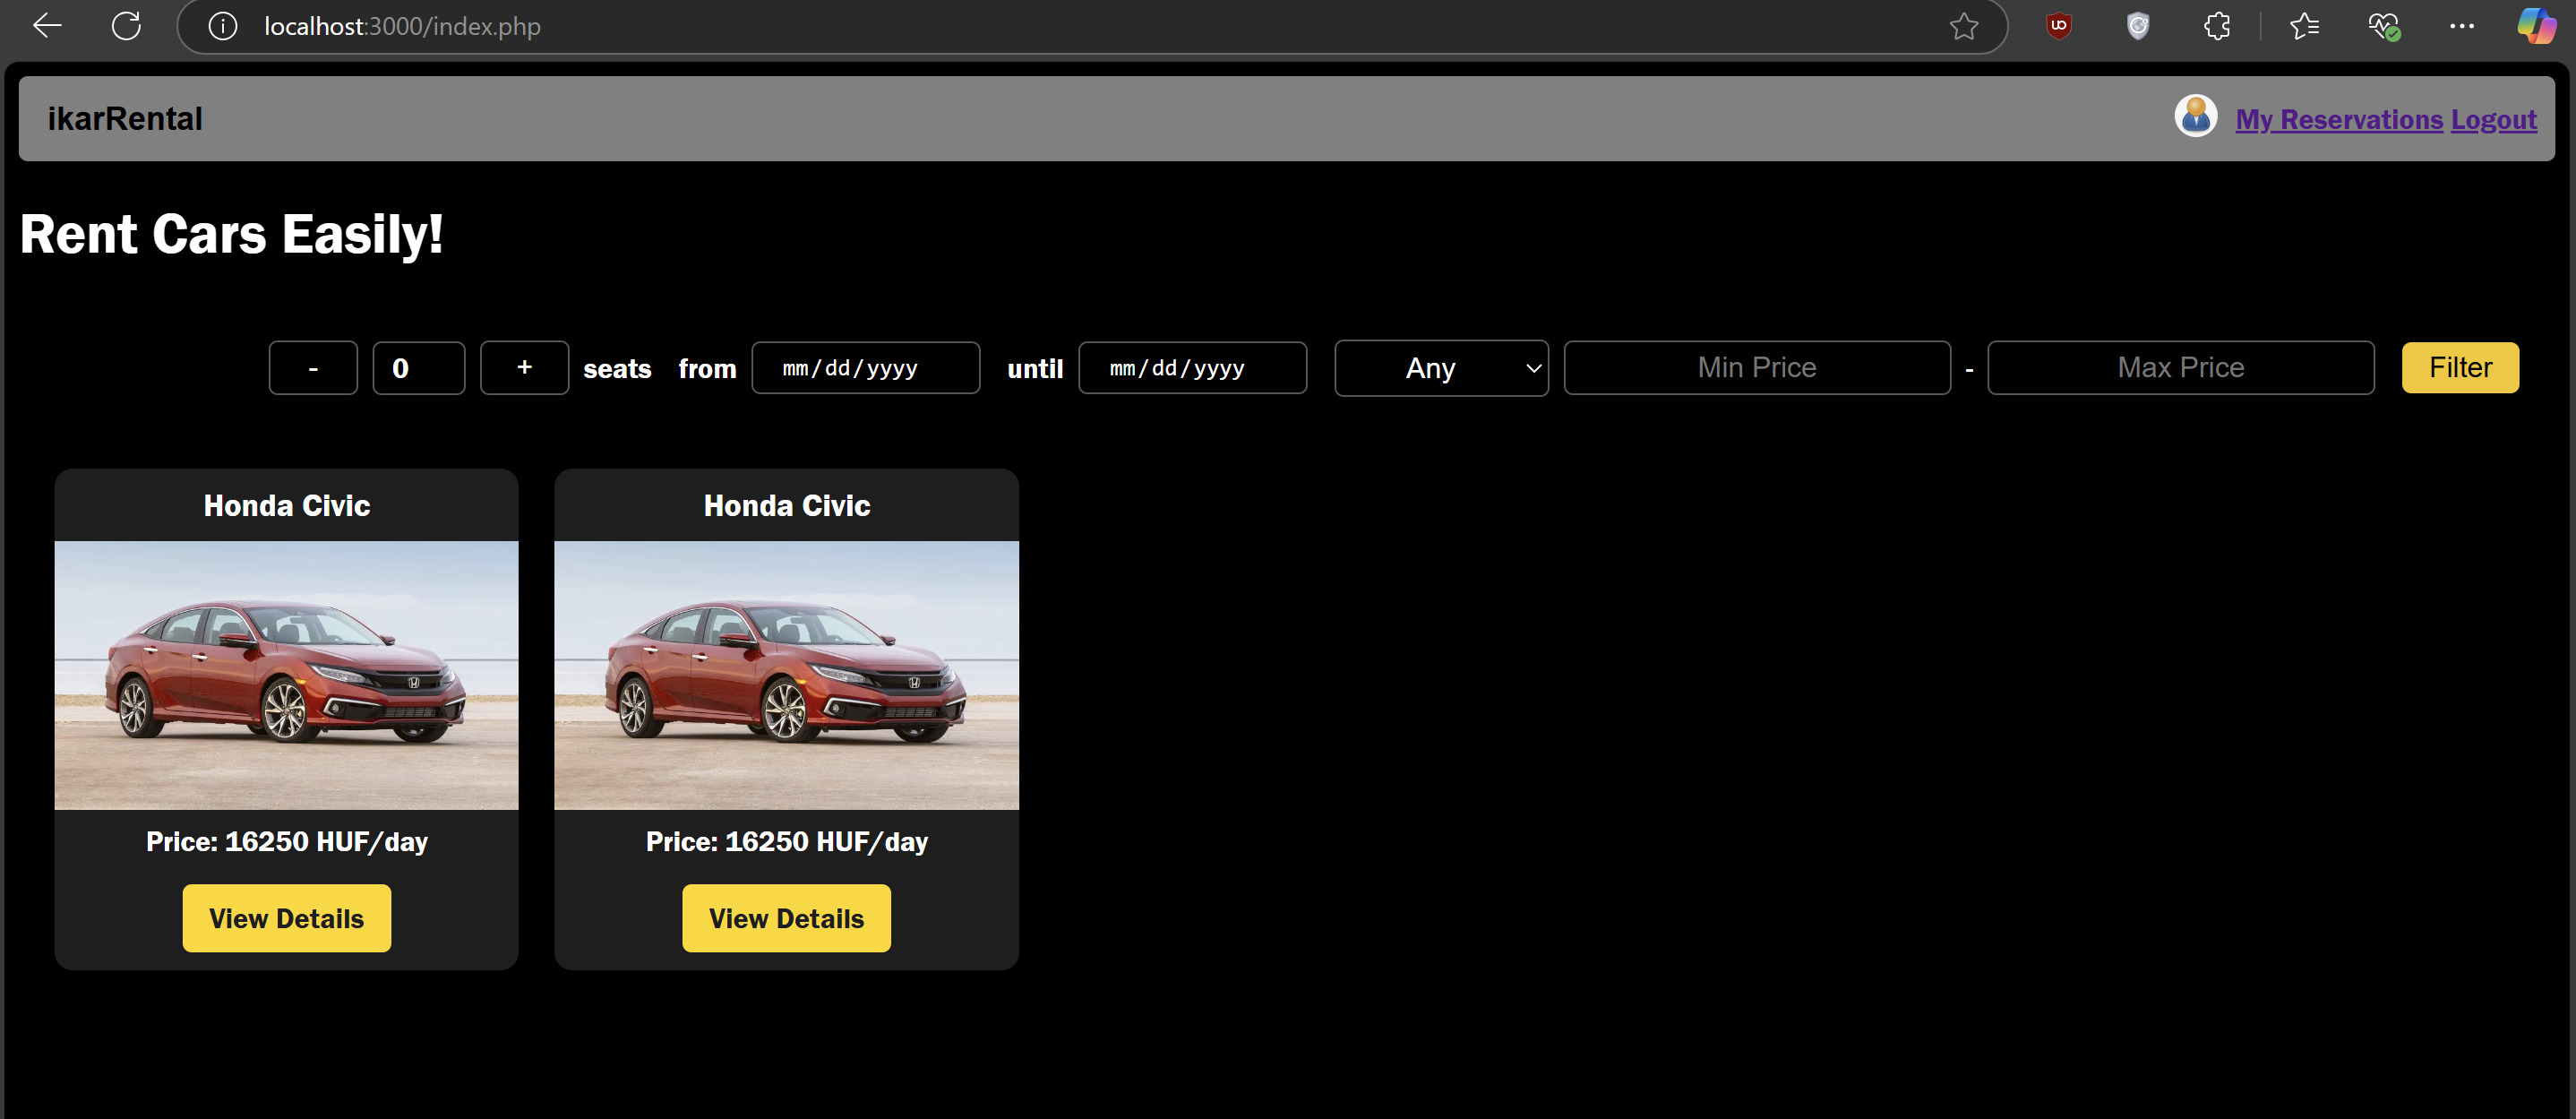 localhost:3000/index.php
ikarRental
My Reservations Logout
Rent Cars Easily!
- 0 + seats from mm/dd/yyyy until mm/dd/yyyy Any Min Price - Max Price Filter
Honda Civic
Price: 16250 HUF/day
View Details
Honda Civic
Price: 16250 HUF/day
View Details